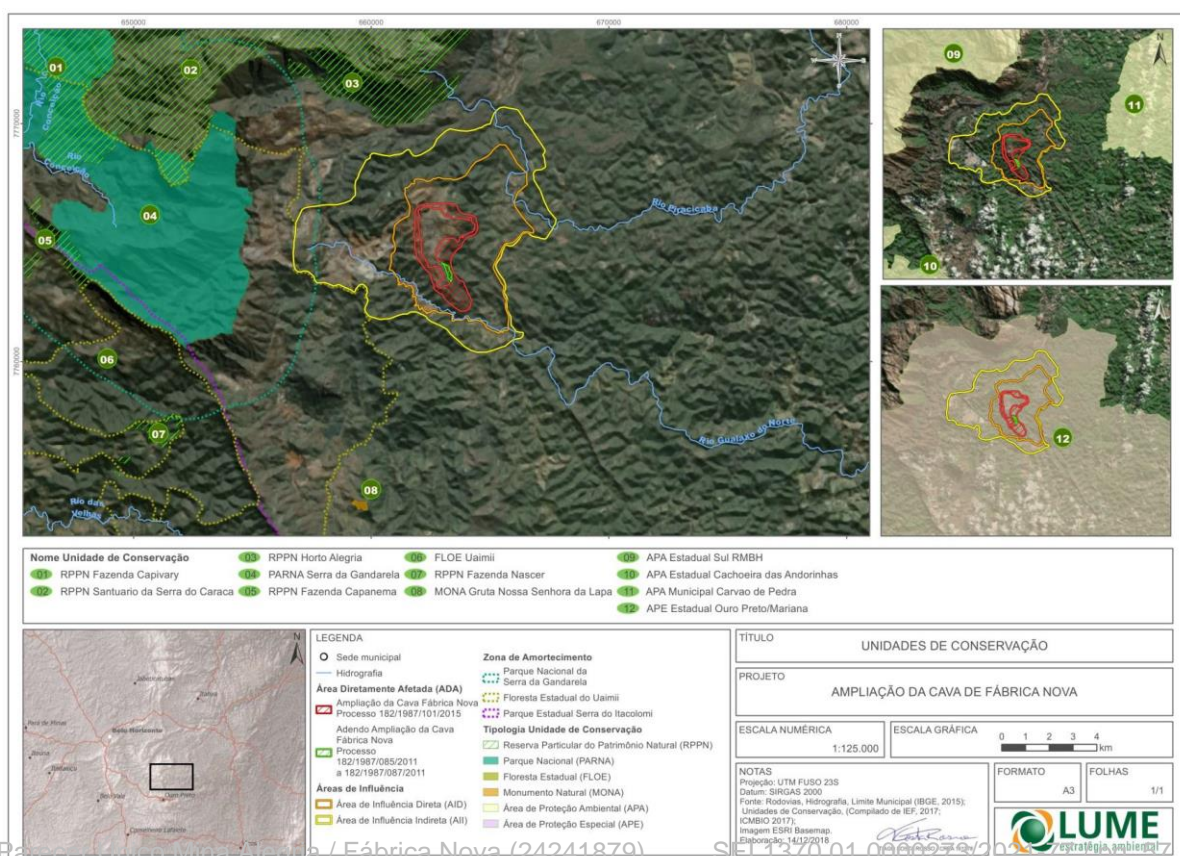 650000 660000 670000 680000
7770000
7760000
01
02
03
04
05
06
07
08
09
10
11
12
N
Rio Conceição
Rio Conceição
Rio Piracicaba
Rio Gualaxo do Norte
Rio das Velhas
Nome Unidade de Conservação
01 RPPN Fazenda Capivary
02 RPPN Santuario da Serra do Caraca
03 RPPN Horto Alegria
04 PARNA Serra da Gandarela
05 RPPN Fazenda Capanema
06 FLOE Uaimii
07 RPPN Fazenda Nascer
08 MONA Gruta Nossa Senhora da Lapa
09 APA Estadual Sul RMBH
10 APA Estadual Cachoeira das Andorinhas
11 APA Municipal Carvao de Pedra
12 APE Estadual Ouro Preto/Mariana
N
Itabira
Pará de Minas
Belo Horizonte
Ouro Preto
Conselheiro Lafaiete
LEGENDA
Sede municipal
Hidrografia
Área Diretamente Afetada (ADA)
Ampliação da Cava Fábrica Nova
Processo 182/1987/101/2015
Adendo Ampliação da Cava
Fábrica Nova
Processo
182/1987/085/2011
a 182/1987/087/2011
Áreas de Influência
Área de Influência Direta (AID)
Área de Influência Indireta (AII)
Zona de Amortecimento
Parque Nacional da
Serra da Gandarela
Floresta Estadual do Uaimii
Parque Estadual Serra do Itacolomi
Tipologia Unidade de Conservação
Reserva Particular do Patrimônio Natural (RPPN)
Parque Nacional (PARNA)
Floresta Estadual (FLOE)
Monumento Natural (MONA)
Área de Proteção Ambiental (APA)
Área de Proteção Especial (APE)
TÍTULO
UNIDADES DE CONSERVAÇÃO
PROJETO
AMPLIAÇÃO DA CAVA DE FÁBRICA NOVA
ESCALA NUMÉRICA
1:125.000
ESCALA GRÁFICA
0 1 2 3 4
km
NOTAS
Projeção: UTM FUSO 23S
Datum: SIRGAS 2000
Fonte: Rodovias, Hidrografia, Limite Municipal (IBGE, 2015);
Unidades de Conservação, (Compilado de IEF, 2017;
ICMBIO 2017);
Imagem ESRI Basemap.
Elaboração: 14/12/2018
FORMATO
A3
FOLHAS
1/1
LUME
estratégia ambiental
/ Fábrica Nova (24241879) SEI 1370.01